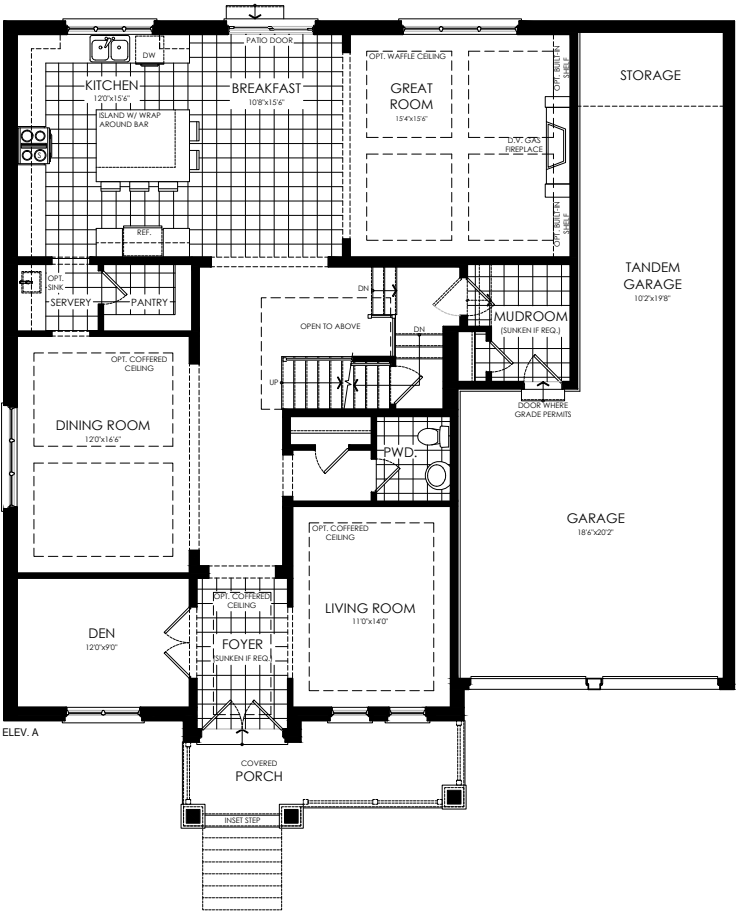 PATIO DOOR
DW
OPT. WAFFLE CEILING
OPT. BUILT-IN
SHELF
STORAGE
KITCHEN
12'0"x15'6"
BREAKFAST
10'8"x15'6"
GREAT
ROOM
15'4"x15'6"
ISLAND W/ WRAP
AROUND BAR
D.V. GAS
FIREPLACE
S
REF.
OPT. BUILT-IN
SHELF
OPT.
SINK
SERVERY
PANTRY
DN
TANDEM
GARAGE
10'2"x19'8"
OPEN TO ABOVE
DN
MUDROOM
(SUNKEN IF REQ.)
OPT. COFFERED
CEILING
UP
DOOR WHERE
GRADE PERMITS
DINING ROOM
12'0"x16'6"
PWD.
GARAGE
18'6"x20'2"
OPT. COFFERED
CEILING
OPT. COFFERED
CEILING
LIVING ROOM
11'0"x14'0"
DEN
12'0"x9'0"
FOYER
(SUNKEN IF REQ.)
ELEV. A
COVERED
PORCH
INSET STEP